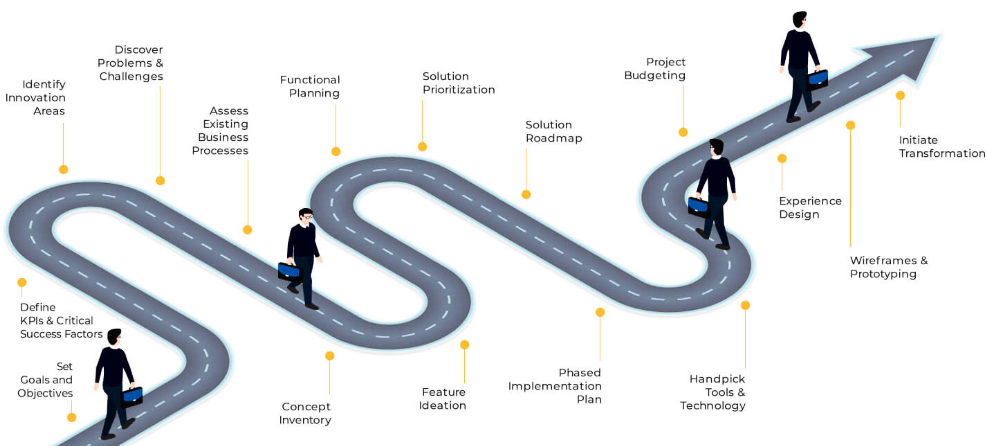 Set
Goals and
Objectives
Define
KPIs & Critical
Success Factors
Identify
Innovation
Areas
Discover
Problems &
Challenges
Assess
Existing
Business
Processes
Concept
Inventory
Feature
Ideation
Functional
Planning
Solution
Prioritization
Solution
Roadmap
Phased
Implementation
Plan
Handpick
Tools &
Technology
Project
Budgeting
Experience
Design
Wireframes &
Prototyping
Initiate
Transformation